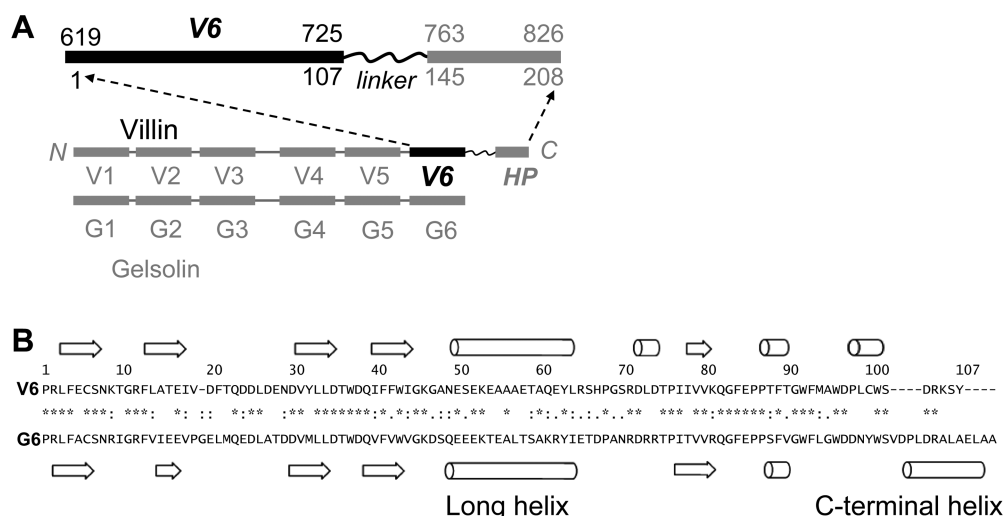 A
V6
619 725 763 826
1 107 linker 145 208
Villin
N C
V1 V2 V3 V4 V5 V6 HP
G1 G2 G3 G4 G5 G6
Gelsolin
B
1 10 20 30 40 50 60 70 80 90 100 107
V6 PRLFECSNKTGRFLATEIV-DFTQDDLDENDVYLLDTWDQIFFWIGKGANESEKEAAAETAQEYLRSHPGSRDLDTPIIVVKQGFEPPTFTGWFMAWDPLCWS----DRKSY----
G6 PRLFACSNRIGRFVIEEVPGELMQEDLATDDVMLLDTWDQVFVWVGKDSQEEEKTEALTSAKRYIETDPANRDRRTPITVVRQGFEPPSFVGWFLGWDDNYWSVDPLDRALAELAA
Long helix C-terminal helix